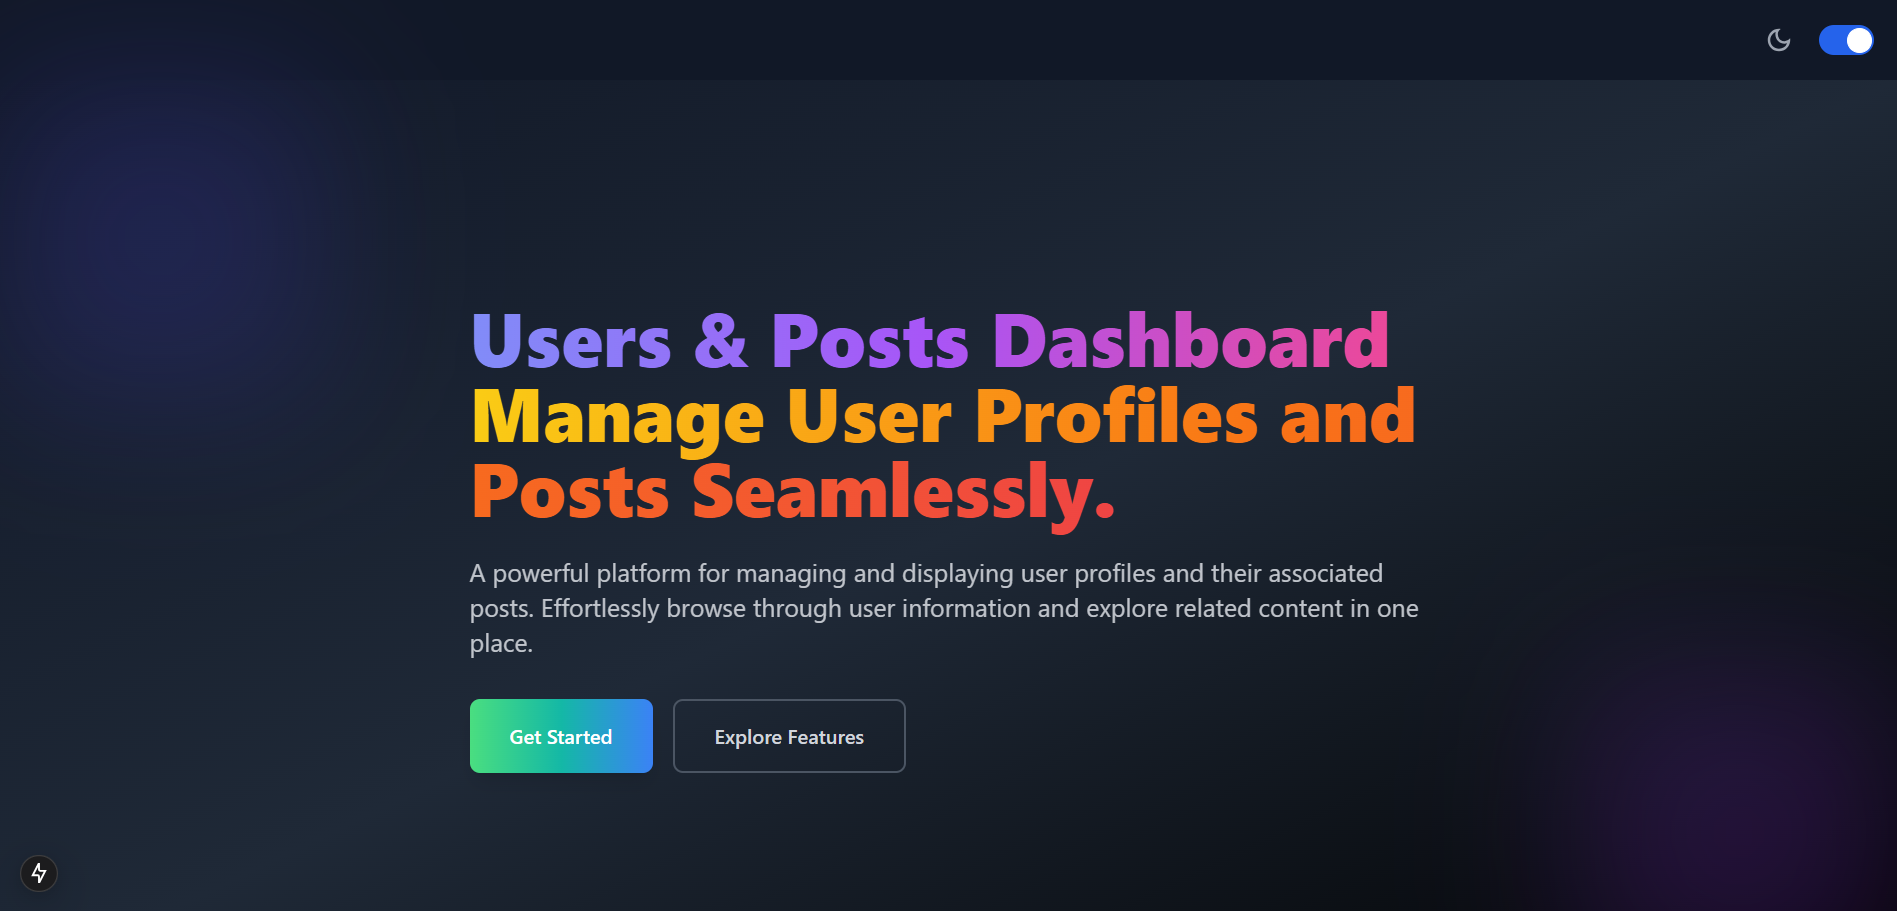 Users & Posts Dashboard
Manage User Profiles and
Posts Seamlessly.
A powerful platform for managing and displaying user profiles and their associated
posts. Effortlessly browse through user information and explore related content in one
place.
Get Started
Explore Features